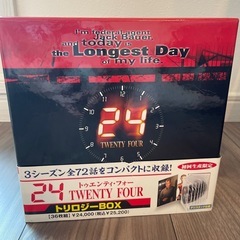 I'm federal agent
Jack Bauer,
and today is
the Longest Day
of my life.
24
TWENTY FOUR
3シーズン全72話をコンパクトに収録!
初回生産限定
24
トゥエンティ・フォー
TWENTY FOUR
トリロジーBOX
【36枚組】¥24,000(税込¥25,200)